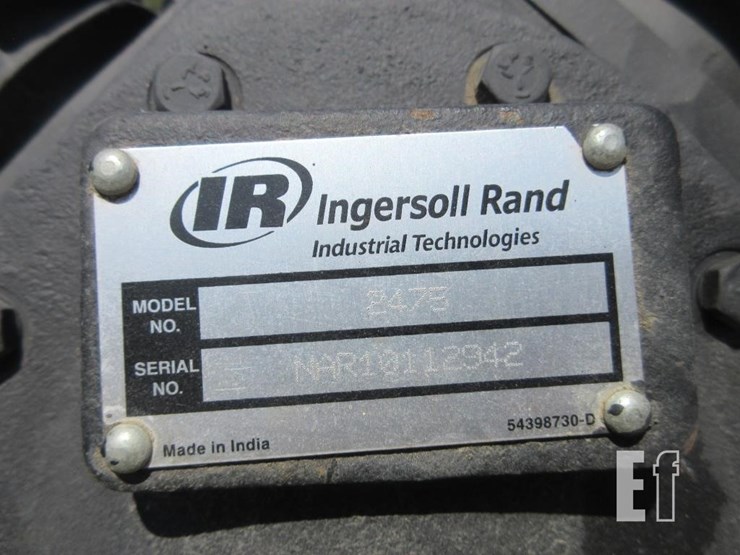 IR Ingersoll Rand
Industrial Technologies
MODEL NO. 2475
SERIAL NO. NAR10112942
54398730-D
Made in India
Ef